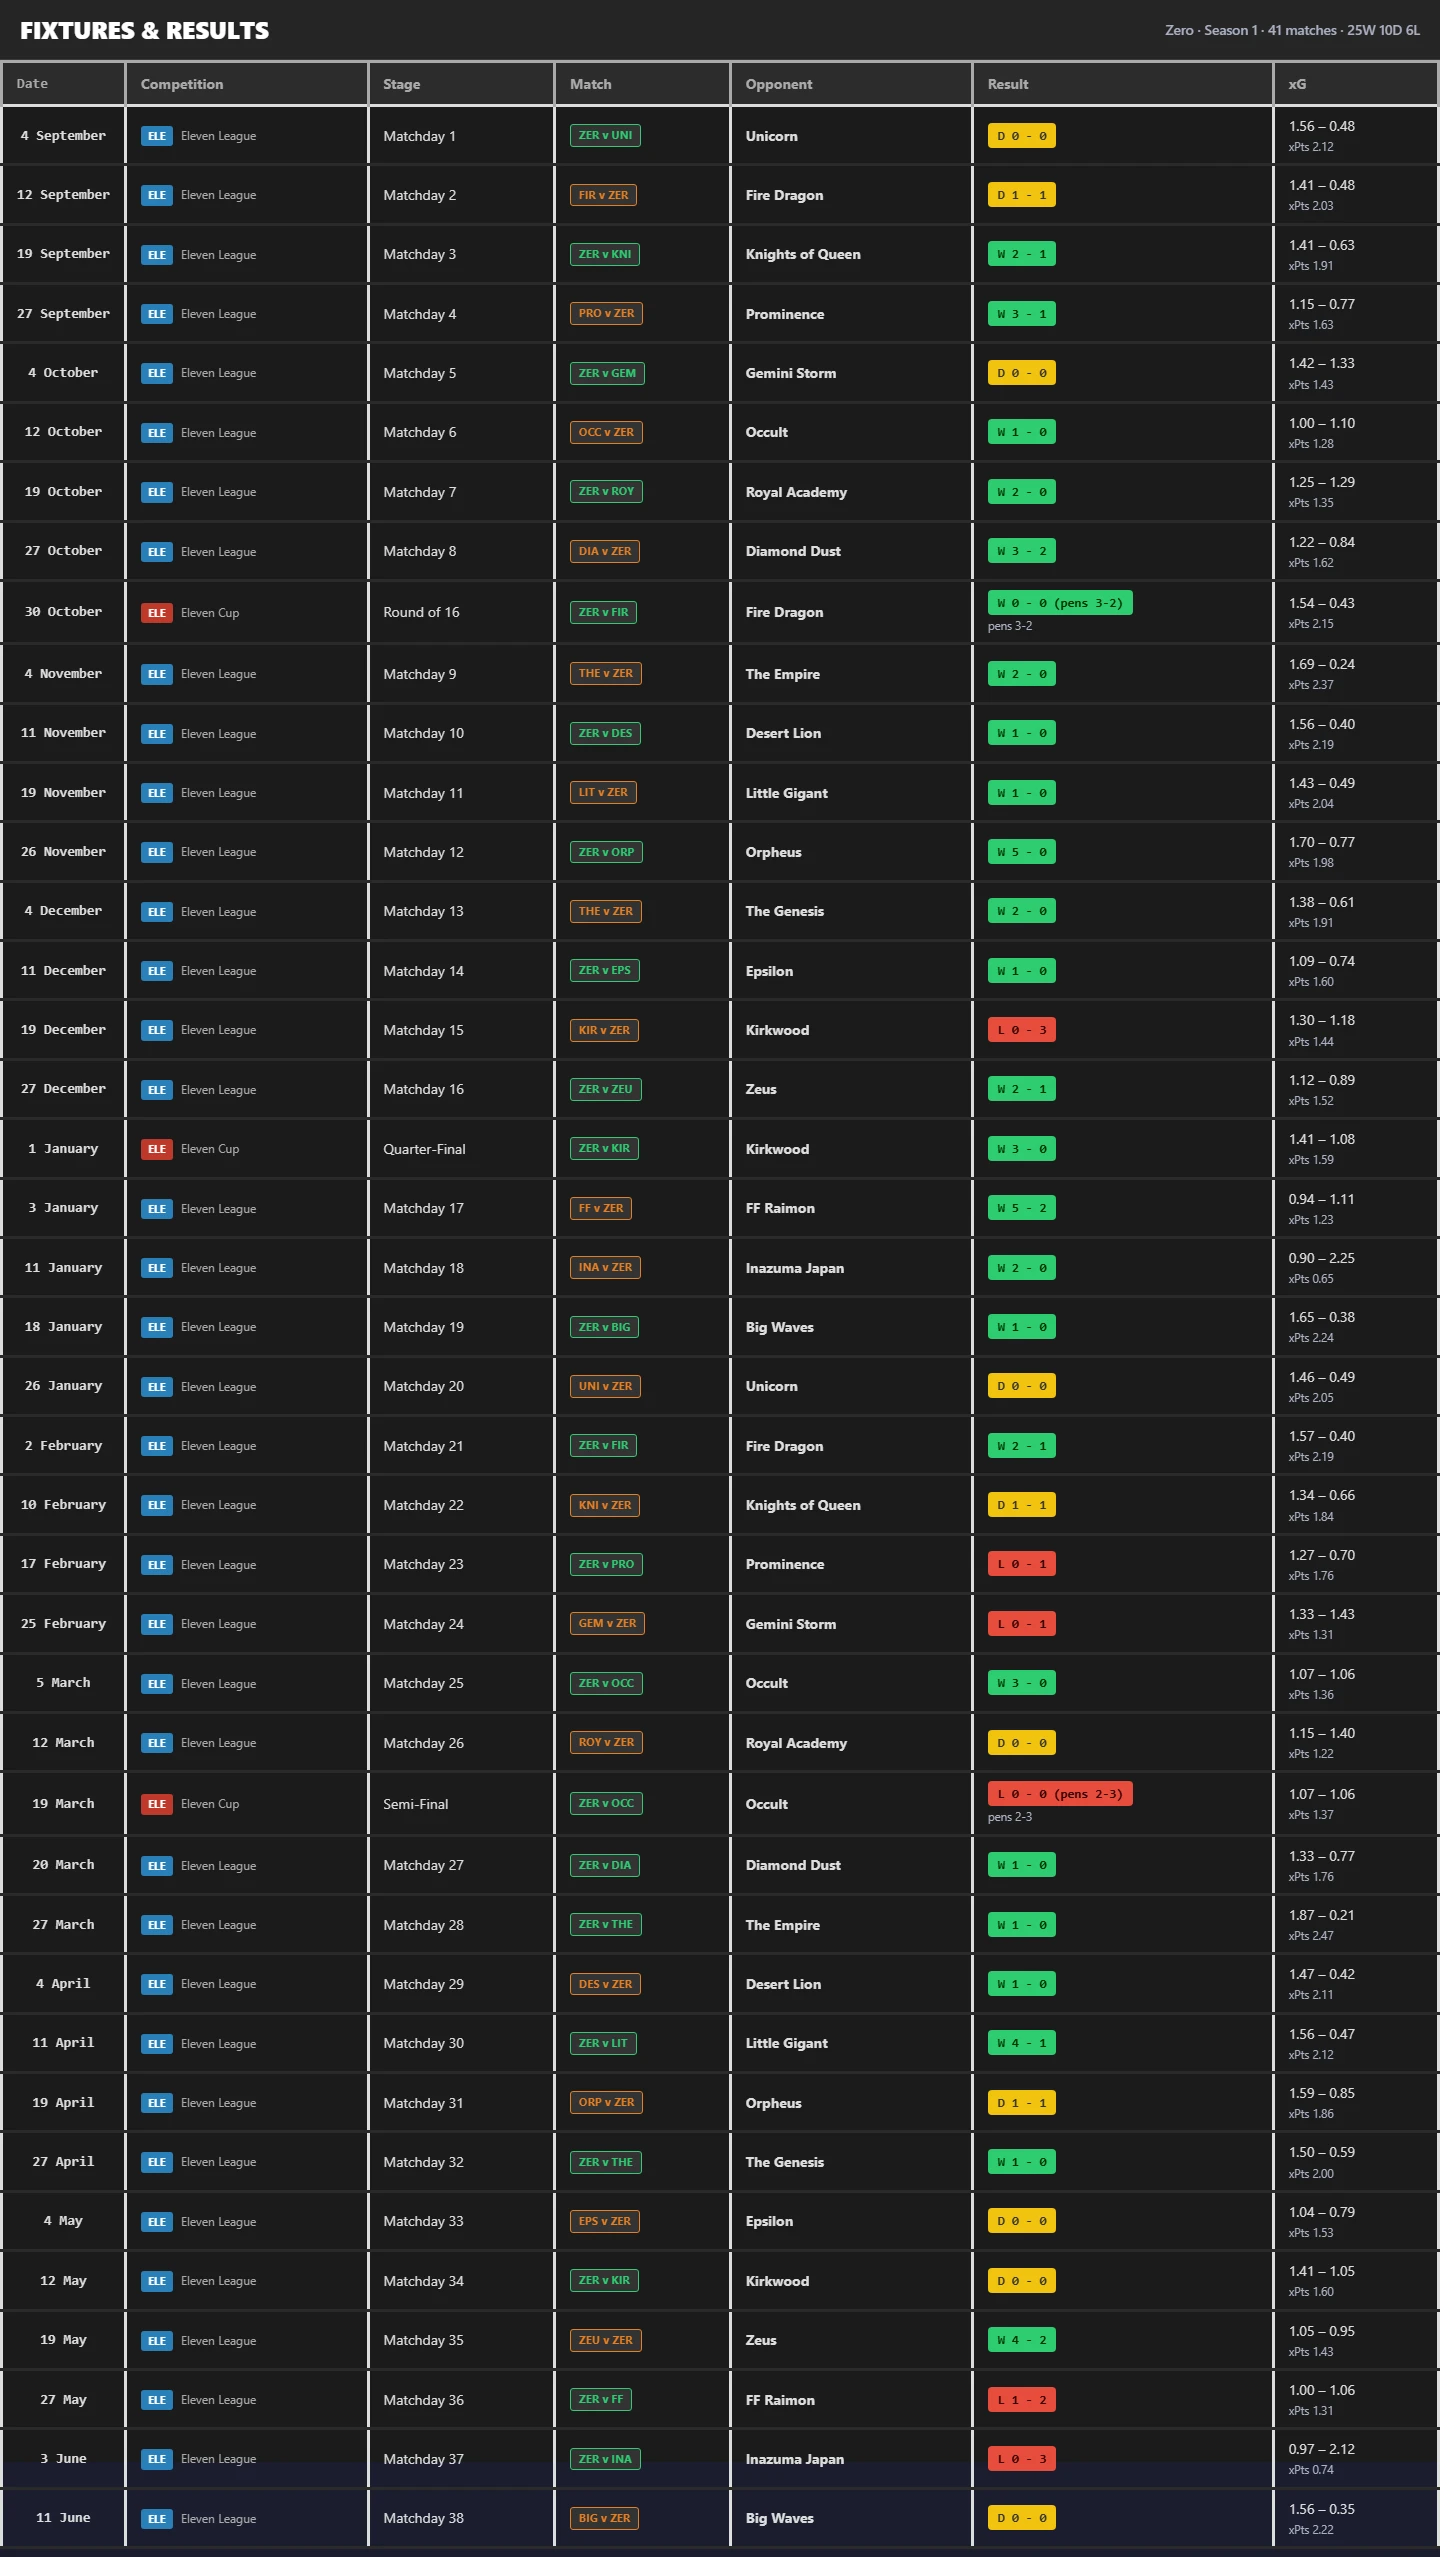 FIXTURES & RESULTS
Zero · Season 1 · 41 matches · 25W 10D 6L
Date Competition Stage Match Opponent Result xG
4 September ELE Eleven League Matchday 1 ZER v UNI Unicorn D 0 - 0 1.56 – 0.48
xPts 2.12
12 September ELE Eleven League Matchday 2 FIR v ZER Fire Dragon D 1 - 1 1.41 – 0.48
xPts 2.03
19 September ELE Eleven League Matchday 3 ZER v KNI Knights of Queen W 2 - 1 1.41 – 0.63
xPts 1.91
27 September ELE Eleven League Matchday 4 PRO v ZER Prominence W 3 - 1 1.15 – 0.77
xPts 1.63
4 October ELE Eleven League Matchday 5 ZER v GEM Gemini Storm D 0 - 0 1.42 – 1.33
xPts 1.43
12 October ELE Eleven League Matchday 6 OCC v ZER Occult W 1 - 0 1.00 – 1.10
xPts 1.28
19 October ELE Eleven League Matchday 7 ZER v ROY Royal Academy W 2 - 0 1.25 – 1.29
xPts 1.35
27 October ELE Eleven League Matchday 8 DIA v ZER Diamond Dust W 3 - 2 1.22 – 0.84
xPts 1.62
30 October ELE Eleven Cup Round of 16 ZER v FIR Fire Dragon W 0 - 0 (pens 3-2) 1.54 – 0.43
pens 3-2 xPts 2.15
4 November ELE Eleven League Matchday 9 THE v ZER The Empire W 2 - 0 1.69 – 0.24
xPts 2.37
11 November ELE Eleven League Matchday 10 ZER v DES Desert Lion W 1 - 0 1.56 – 0.40
xPts 2.19
19 November ELE Eleven League Matchday 11 LIT v ZER Little Gigant W 1 - 0 1.43 – 0.49
xPts 2.04
26 November ELE Eleven League Matchday 12 ZER v ORP Orpheus W 5 - 0 1.70 – 0.77
xPts 1.98
4 December ELE Eleven League Matchday 13 THE v ZER The Genesis W 2 - 0 1.38 – 0.61
xPts 1.91
11 December ELE Eleven League Matchday 14 ZER v EPS Epsilon W 1 - 0 1.09 – 0.74
xPts 1.60
19 December ELE Eleven League Matchday 15 KIR v ZER Kirkwood L 0 - 3 1.30 – 1.18
xPts 1.44
27 December ELE Eleven League Matchday 16 ZER v ZEU Zeus W 2 - 1 1.12 – 0.89
xPts 1.52
1 January ELE Eleven Cup Quarter-Final ZER v KIR Kirkwood W 3 - 0 1.41 – 1.08
xPts 1.59
3 January ELE Eleven League Matchday 17 FF v ZER FF Raimon W 5 - 2 0.94 – 1.11
xPts 1.23
11 January ELE Eleven League Matchday 18 INA v ZER Inazuma Japan W 2 - 0 0.90 – 2.25
xPts 0.65
18 January ELE Eleven League Matchday 19 ZER v BIG Big Waves W 1 - 0 1.65 – 0.38
xPts 2.24
26 January ELE Eleven League Matchday 20 UNI v ZER Unicorn D 0 - 0 1.46 – 0.49
xPts 2.05
2 February ELE Eleven League Matchday 21 ZER v FIR Fire Dragon W 2 - 1 1.57 – 0.40
xPts 2.19
10 February ELE Eleven League Matchday 22 KNI v ZER Knights of Queen D 1 - 1 1.34 – 0.66
xPts 1.84
17 February ELE Eleven League Matchday 23 ZER v PRO Prominence L 0 - 1 1.27 – 0.70
xPts 1.76
25 February ELE Eleven League Matchday 24 GEM v ZER Gemini Storm L 0 - 1 1.33 – 1.43
xPts 1.31
5 March ELE Eleven League Matchday 25 ZER v OCC Occult W 3 - 0 1.07 – 1.06
xPts 1.36
12 March ELE Eleven League Matchday 26 ROY v ZER Royal Academy D 0 - 0 1.15 – 1.40
xPts 1.22
19 March ELE Eleven Cup Semi-Final ZER v OCC Occult L 0 - 0 (pens 2-3) 1.07 – 1.06
pens 2-3 xPts 1.37
20 March ELE Eleven League Matchday 27 ZER v DIA Diamond Dust W 1 - 0 1.33 – 0.77
xPts 1.76
27 March ELE Eleven League Matchday 28 ZER v THE The Empire W 1 - 0 1.87 – 0.21
xPts 2.47
4 April ELE Eleven League Matchday 29 DES v ZER Desert Lion W 1 - 0 1.47 – 0.42
xPts 2.11
11 April ELE Eleven League Matchday 30 ZER v LIT Little Gigant W 4 - 1 1.56 – 0.47
xPts 2.12
19 April ELE Eleven League Matchday 31 ORP v ZER Orpheus D 1 - 1 1.59 – 0.85
xPts 1.86
27 April ELE Eleven League Matchday 32 ZER v THE The Genesis W 1 - 0 1.50 – 0.59
xPts 2.00
4 May ELE Eleven League Matchday 33 EPS v ZER Epsilon D 0 - 0 1.04 – 0.79
xPts 1.53
12 May ELE Eleven League Matchday 34 ZER v KIR Kirkwood D 0 - 0 1.41 – 1.05
xPts 1.60
19 May ELE Eleven League Matchday 35 ZEU v ZER Zeus W 4 - 2 1.05 – 0.95
xPts 1.43
27 May ELE Eleven League Matchday 36 ZER v FF FF Raimon L 1 - 2 1.00 – 1.06
xPts 1.31
3 June ELE Eleven League Matchday 37 ZER v INA Inazuma Japan L 0 - 3 0.97 – 2.12
xPts 0.74
11 June ELE Eleven League Matchday 38 BIG v ZER Big Waves D 0 - 0 1.56 – 0.35
xPts 2.22